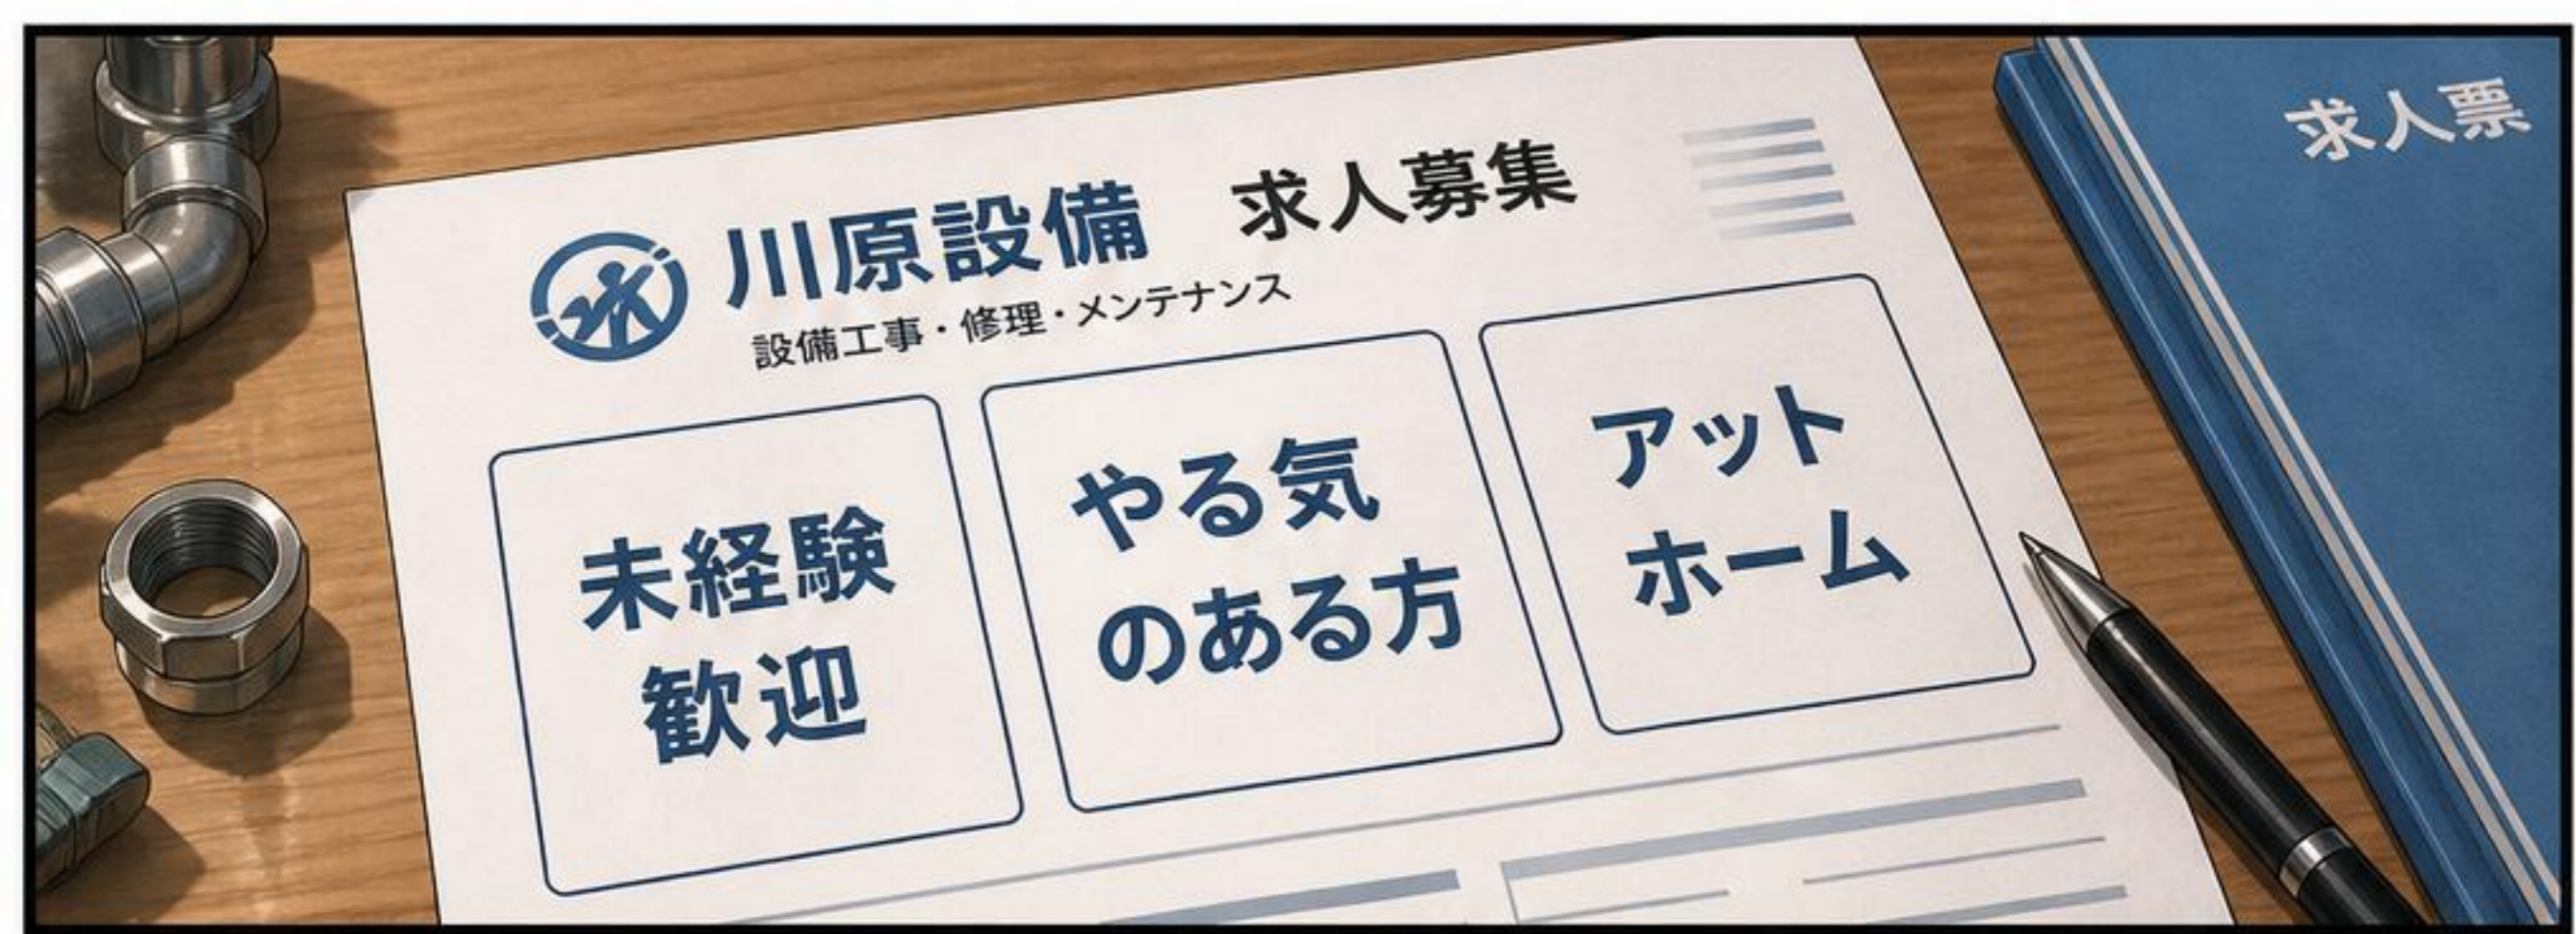 川原設備 求人募集
設備工事・修理・メンテナンス
未経験
歓迎
やる気
のある方
アット
ホーム
求人票